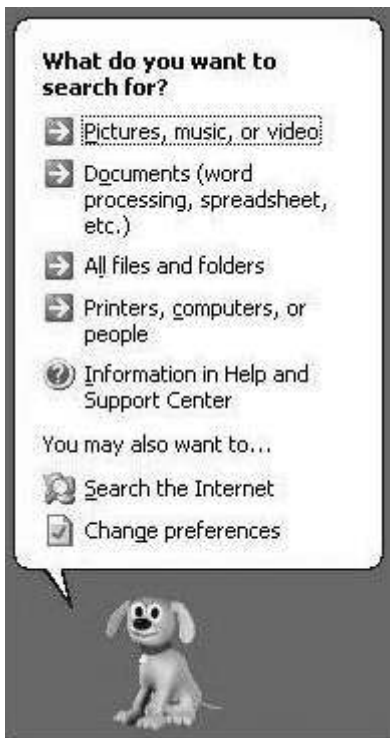 What do you want to
search for?
Pictures, music, or video
Documents (word
processing, spreadsheet,
etc.)
All files and folders
Printers, computers, or
people
Information in Help and
Support Center
You may also want to...
Search the Internet
Change preferences